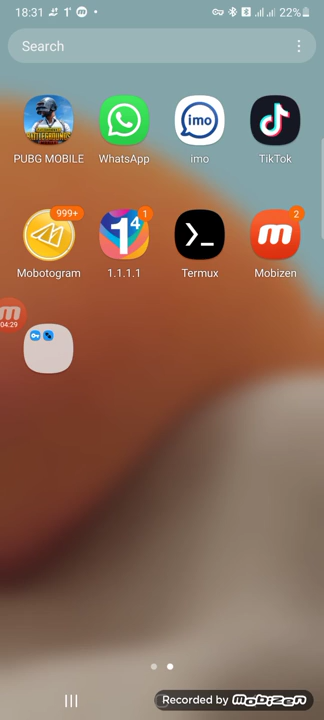 18:31 22%
Search
PUBG MOBILE WhatsApp imo TikTok
999+ 1 2
Mobotogram 1.1.1.1 Termux Mobizen
04:29
Recorded by Mobizen